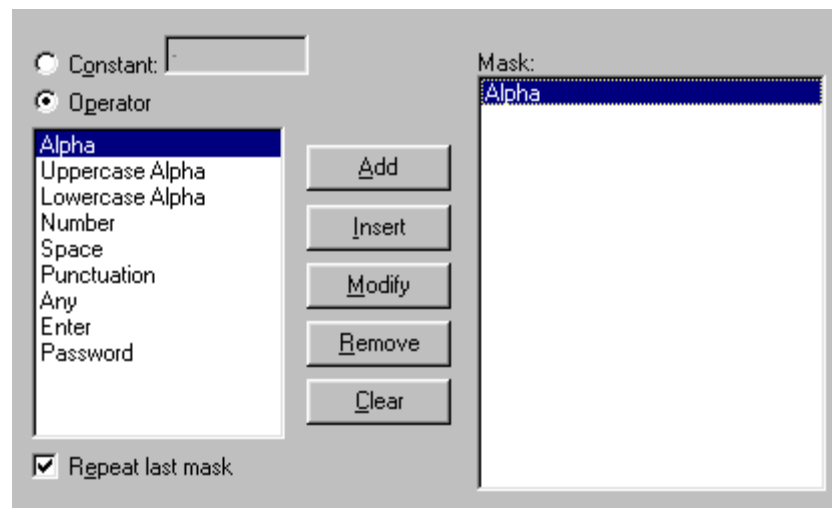 Constant: -
Operator
Alpha
Uppercase Alpha
Lowercase Alpha
Number
Space
Punctuation
Any
Enter
Password
Repeat last mask
Add
Insert
Modify
Remove
Clear
Mask:
Alpha